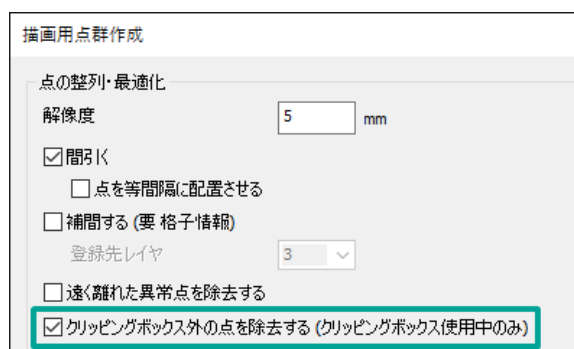 描画用点群作成
点の整列・最適化
解像度 5 mm
間引く
点を等間隔に配置させる
補間する (要 格子情報)
登録先レイヤ 3
遠く離れた異常点を除去する
クリッピングボックス外の点を除去する (クリッピングボックス使用中のみ)